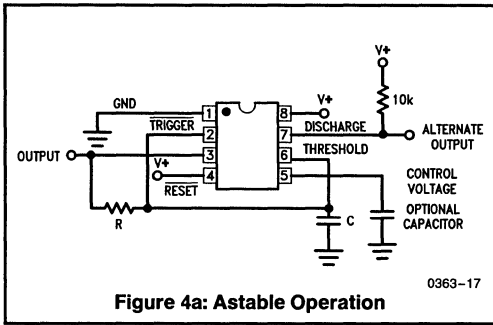 V+
10k
GND
1
8
V+
TRIGGER
2
7
DISCHARGE
ALTERNATE
OUTPUT
OUTPUT
3
6
THRESHOLD
V+
4
5
RESET
CONTROL
VOLTAGE
R
C
OPTIONAL
CAPACITOR
0363–17
Figure 4a: Astable Operation